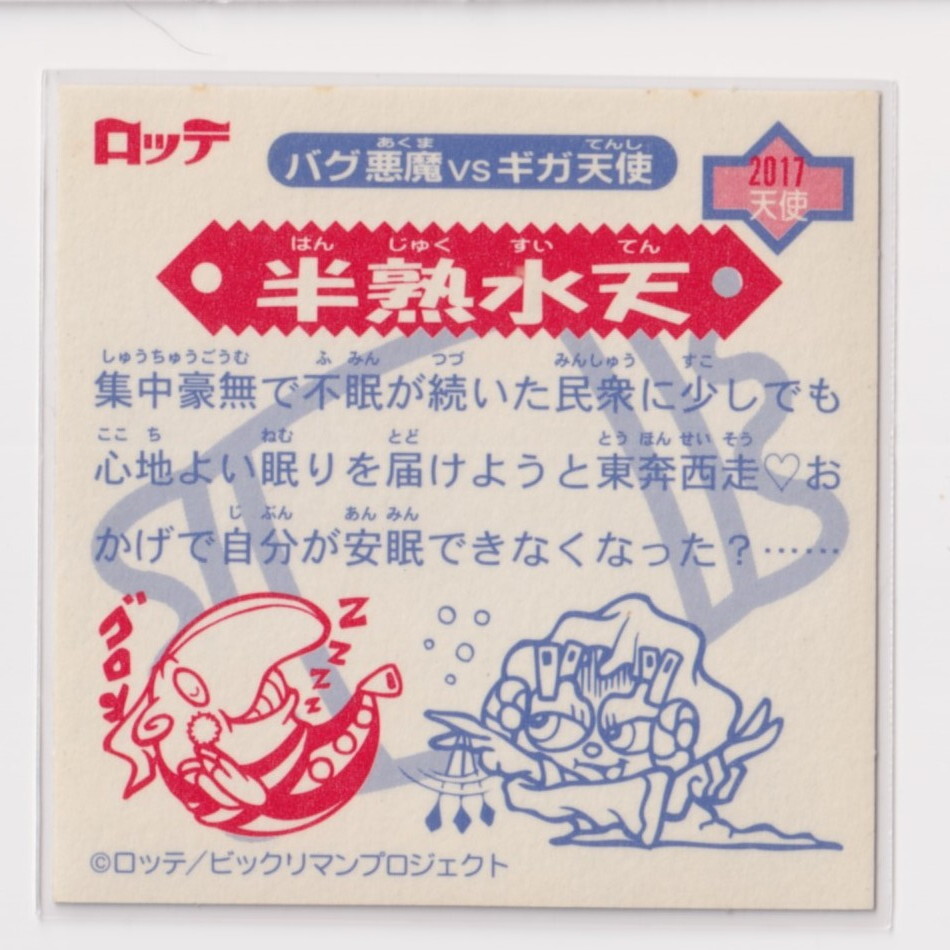 ロッテ
バグ悪魔vsギガ天使
あくま
てんし
2017
天使
はん じゅく すい てん
半熟水天
しゅうちゅうごうむ ふ みん つづ みんしゅう すこ
集中豪無で不眠が続いた民衆に少しでも
ここ ち ねむ とど とう ほん せい そう
心地よい眠りを届けようと東奔西走♡お
じ ぶん あん みん
かげで自分が安眠できなくなった？……
ゴロネ
Z Z Z Z
©ロッテ/ビックリマンプロジェクト